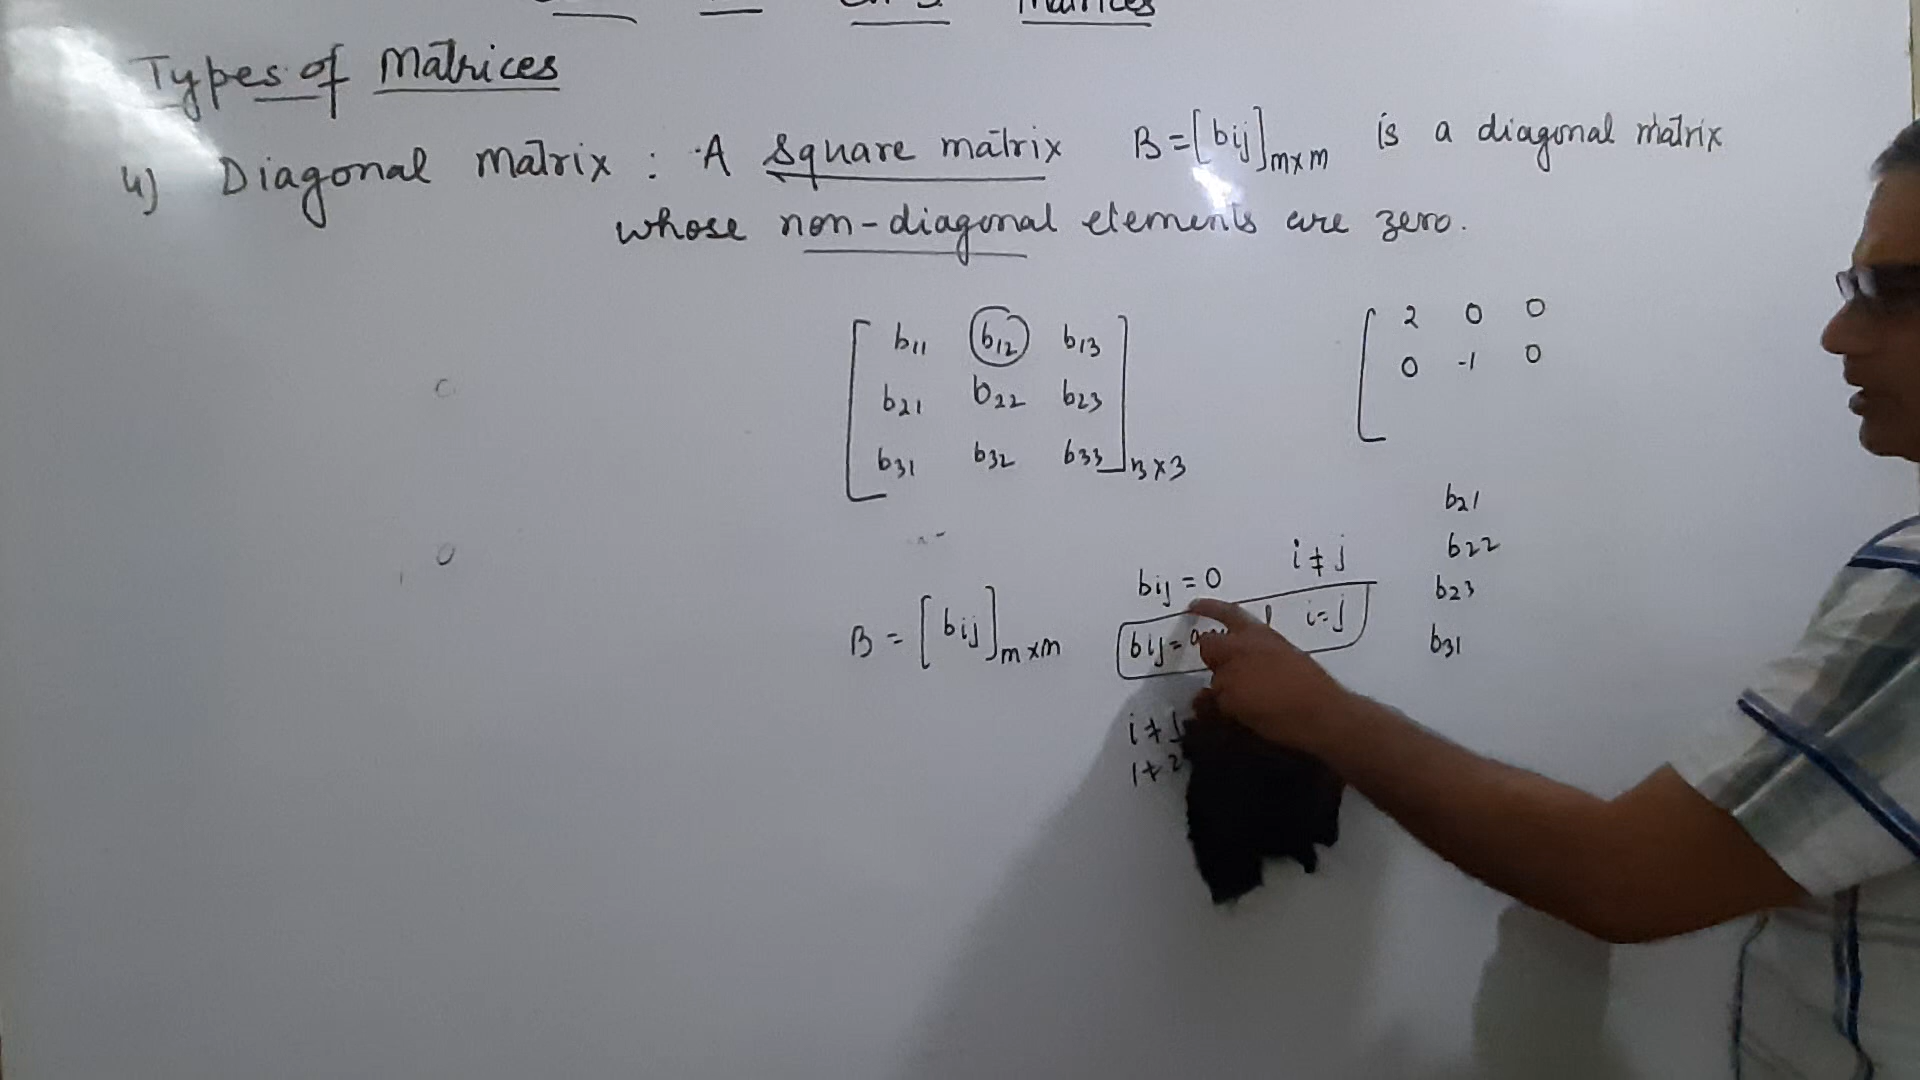 Matrices
Types of Matrices
4) Diagonal Matrix : A square matrix B = [bij]m×m is a diagonal matrix
whose non-diagonal elements are zero.
b11 b12 b13
b21 b22 b23
b31 b32 b33 3×3
2 0 0
0 -1 0
b21
b22
b23
b31
bij = 0 i ≠ j
B = [bij]m×m
bij = i = j
i ≠ j
1 ≠ 2